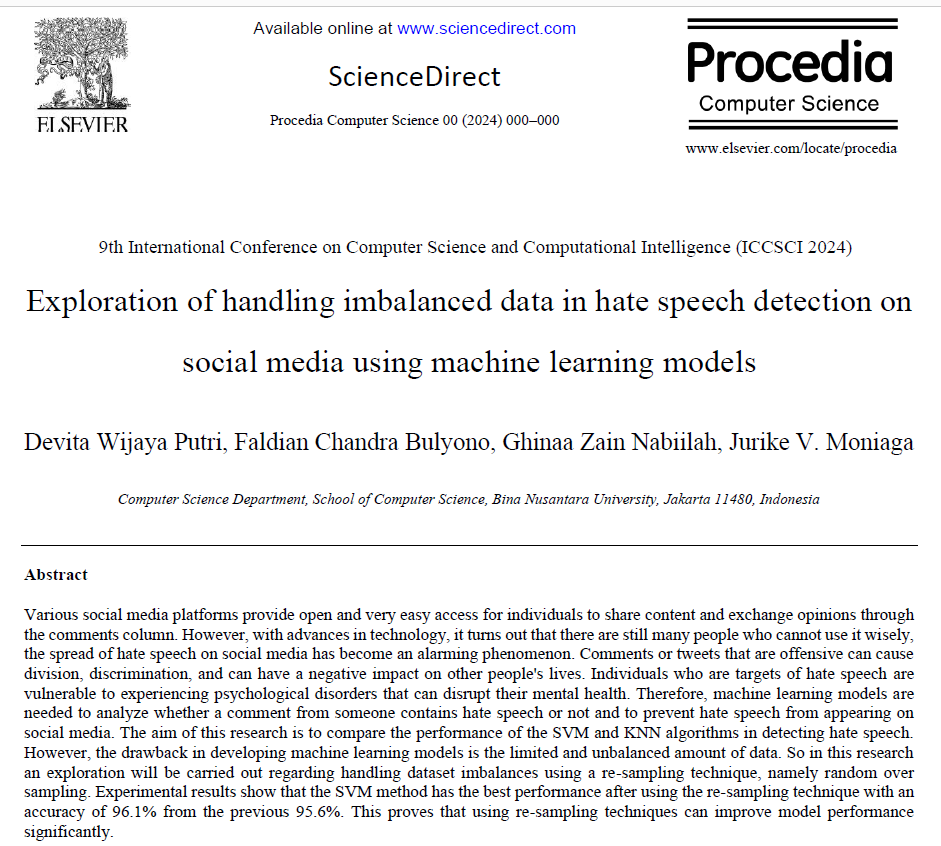 Available online at www.sciencedirect.com
ScienceDirect
Procedia Computer Science 00 (2024) 000–000
ELSEVIER
Procedia
Computer Science
www.elsevier.com/locate/procedia
9th International Conference on Computer Science and Computational Intelligence (ICCSCI 2024)
Exploration of handling imbalanced data in hate speech detection on
social media using machine learning models
Devita Wijaya Putri, Faldian Chandra Bulyono, Ghinaa Zain Nabiilah, Jurike V. Moniaga
Computer Science Department, School of Computer Science, Bina Nusantara University, Jakarta 11480, Indonesia
Abstract
Various social media platforms provide open and very easy access for individuals to share content and exchange opinions through
the comments column. However, with advances in technology, it turns out that there are still many people who cannot use it wisely,
the spread of hate speech on social media has become an alarming phenomenon. Comments or tweets that are offensive can cause
division, discrimination, and can have a negative impact on other people's lives. Individuals who are targets of hate speech are
vulnerable to experiencing psychological disorders that can disrupt their mental health. Therefore, machine learning models are
needed to analyze whether a comment from someone contains hate speech or not and to prevent hate speech from appearing on
social media. The aim of this research is to compare the performance of the SVM and KNN algorithms in detecting hate speech.
However, the drawback in developing machine learning models is the limited and unbalanced amount of data. So in this research
an exploration will be carried out regarding handling dataset imbalances using a re-sampling technique, namely random over
sampling. Experimental results show that the SVM method has the best performance after using the re-sampling technique with an
accuracy of 96.1% from the previous 95.6%. This proves that using re-sampling techniques can improve model performance
significantly.